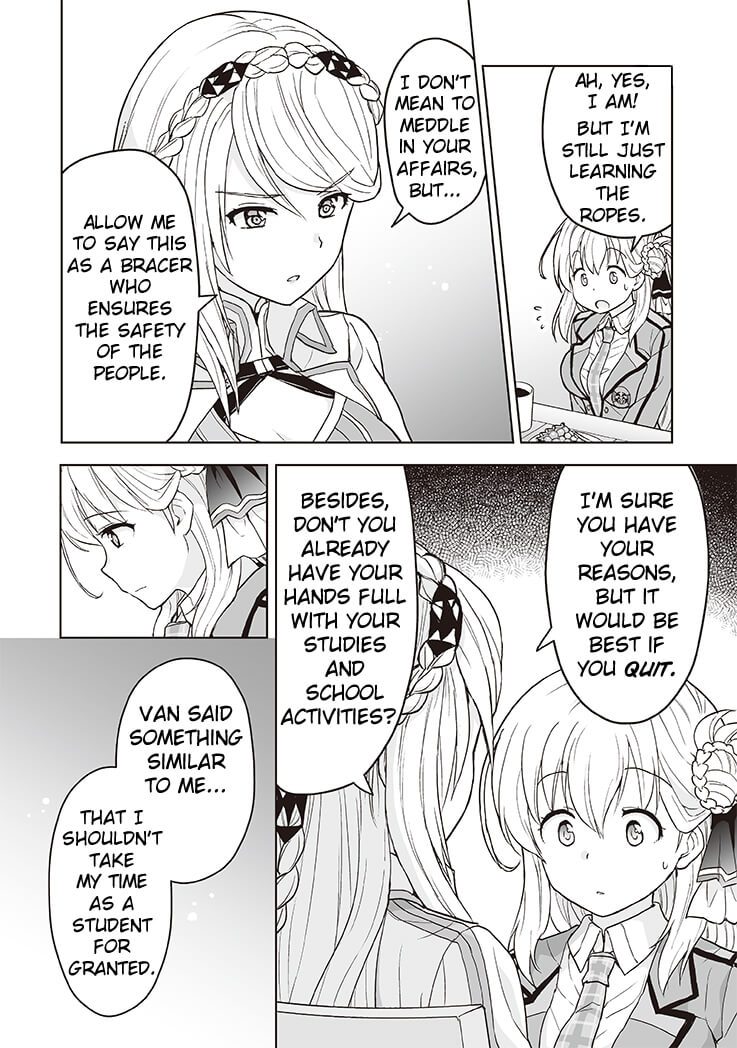 AH, YES,
I AM!
BUT I'M
STILL JUST
LEARNING
THE
ROPES.
I DON'T
MEAN TO
MEDDLE
IN YOUR
AFFAIRS,
BUT...
ALLOW ME
TO SAY THIS
AS A BRACER
WHO
ENSURES
THE SAFETY
OF THE
PEOPLE.
I'M SURE
YOU HAVE
YOUR
REASONS,
BUT IT
WOULD BE
BEST IF
YOU QUIT.
BESIDES,
DON'T YOU
ALREADY
HAVE YOUR
HANDS FULL
WITH YOUR
STUDIES
AND
SCHOOL
ACTIVITIES?
VAN SAID
SOMETHING
SIMILAR
TO ME...
THAT I
SHOULDN'T
TAKE
MY TIME
AS A
STUDENT
FOR
GRANTED.